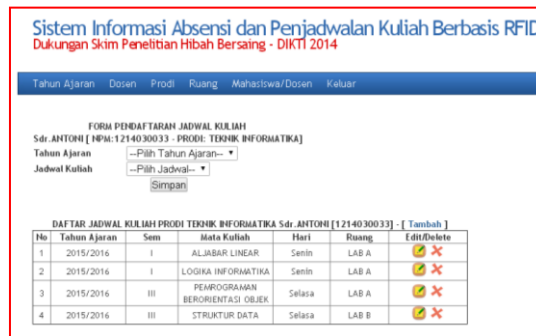 Sistem Informasi Absensi dan Penjadwalan Kuliah Berbasis RFID
Dukungan Skim Penelitian Hibah Bersaing - DIKTI 2014
Tahun Ajaran Dosen Prodi Ruang Mahasiswa/Dosen Keluar
FORM PENDAFTARAN JADWAL KULIAH
Sdr.ANTONI [ NPM:1214030033 - PRODI: TEKNIK INFORMATIKA]
Tahun Ajaran --Pilih Tahun Ajaran--
Jadwal Kuliah --Pilih Jadwal--
Simpan
DAFTAR JADWAL KULIAH PRODI TEKNIK INFORMATIKA Sdr.ANTONI [1214030033] - [ Tambah ]
No Tahun Ajaran Sem Mata Kuliah Hari Ruang Edit/Delete
1 2015/2016 I ALJABAR LINEAR Senin LAB A
2 2015/2016 I LOGIKA INFORMATIKA Senin LAB A
3 2015/2016 III PEMROGRAMAN BERORIENTASI OBJEK Selasa LAB A
4 2015/2016 III STRUKTUR DATA Selasa LAB B